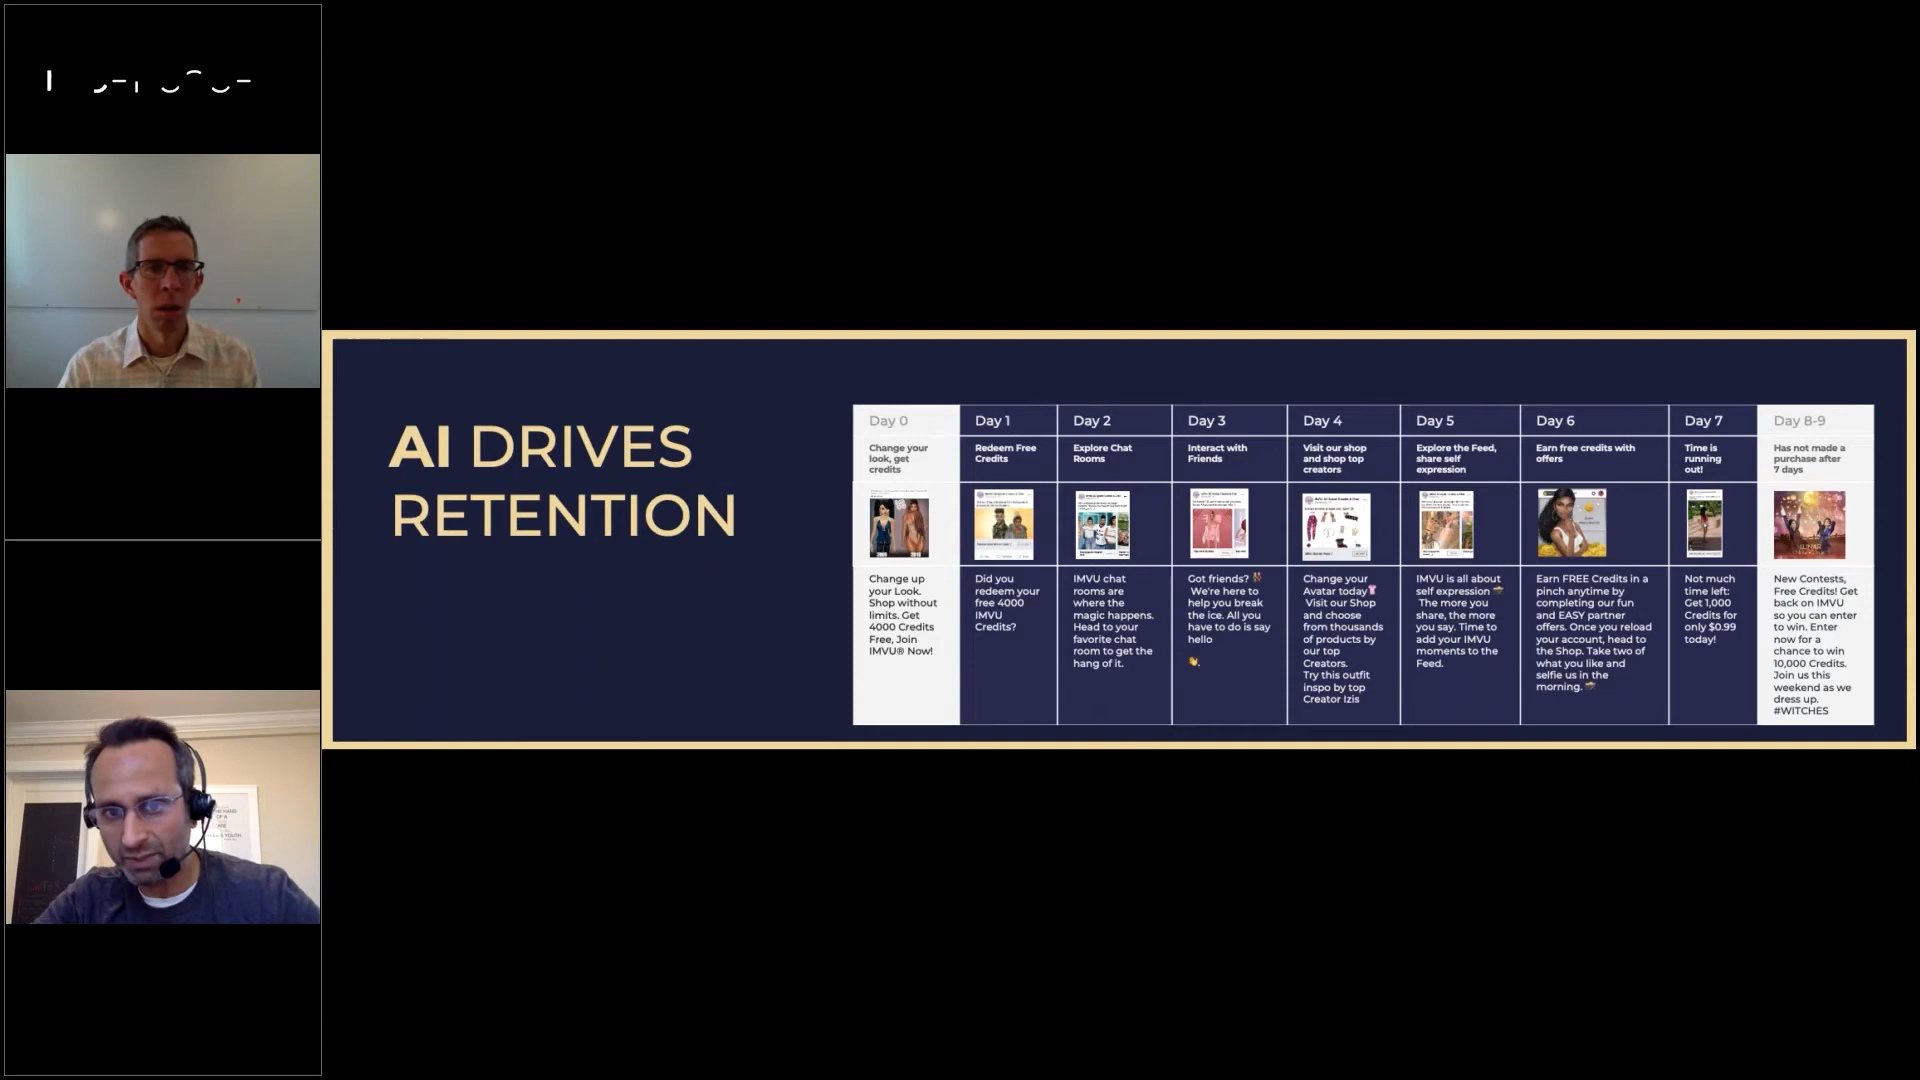 AI DRIVES
RETENTION
Day 0
Change your
look, get
credits
Change up
your Look.
Shop without
limits. Get
4000 Credits
Free, Join
IMVU® Now!
Day 1
Redeem Free
Credits
Did you
redeem your
free 4000
IMVU
Credits?
Day 2
Explore Chat
Rooms
IMVU chat
rooms are
where the
magic happens.
Head to your
favorite chat
room to get the
hang of it.
Day 3
Interact with
Friends
Got friends?
We're here to
help you break
the ice. All you
have to do is say
hello
Day 4
Visit our shop
and shop top
creators
Change your
Avatar today
Visit our Shop
and choose
from thousands
of products by
our top
Creators.
Try this outfit
inspo by top
Creator Izis
Day 5
Explore the Feed,
share self
expression
IMVU is all about
self expression
The more you
share, the more
you say. Time to
add your IMVU
moments to the
Feed.
Day 6
Earn free credits with
offers
Earn FREE Credits in a
pinch anytime by
completing our fun
and EASY partner
offers. Once you reload
your account, head to
the Shop. Take two of
what you like and
selfie us in the
morning.
Day 7
Time is
running
out!
Not much
time left:
Get 1,000
Credits for
only $0.99
today!
Day 8-9
Has not made a
purchase after
7 days
New Contests,
Free Credits! Get
back on IMVU
so you can enter
to win. Enter
now for a
chance to win
10,000 Credits.
Join us this
weekend as we
dress up.
#WITCHES